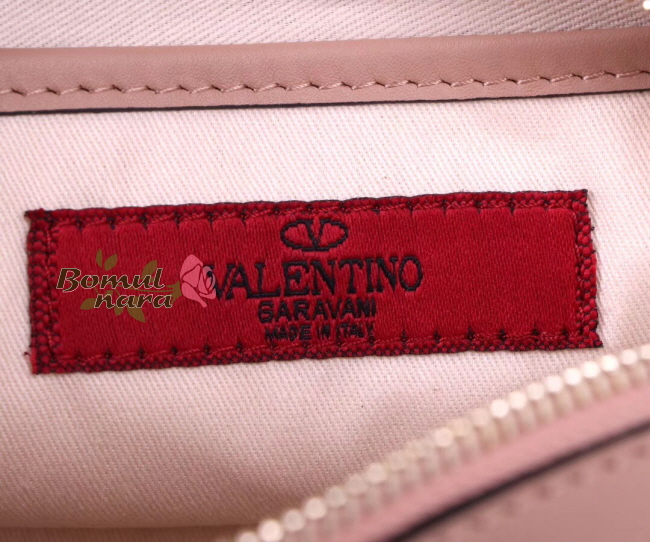 Bomul
nara
VALENTINO
GARAVANI
MADE IN ITALY